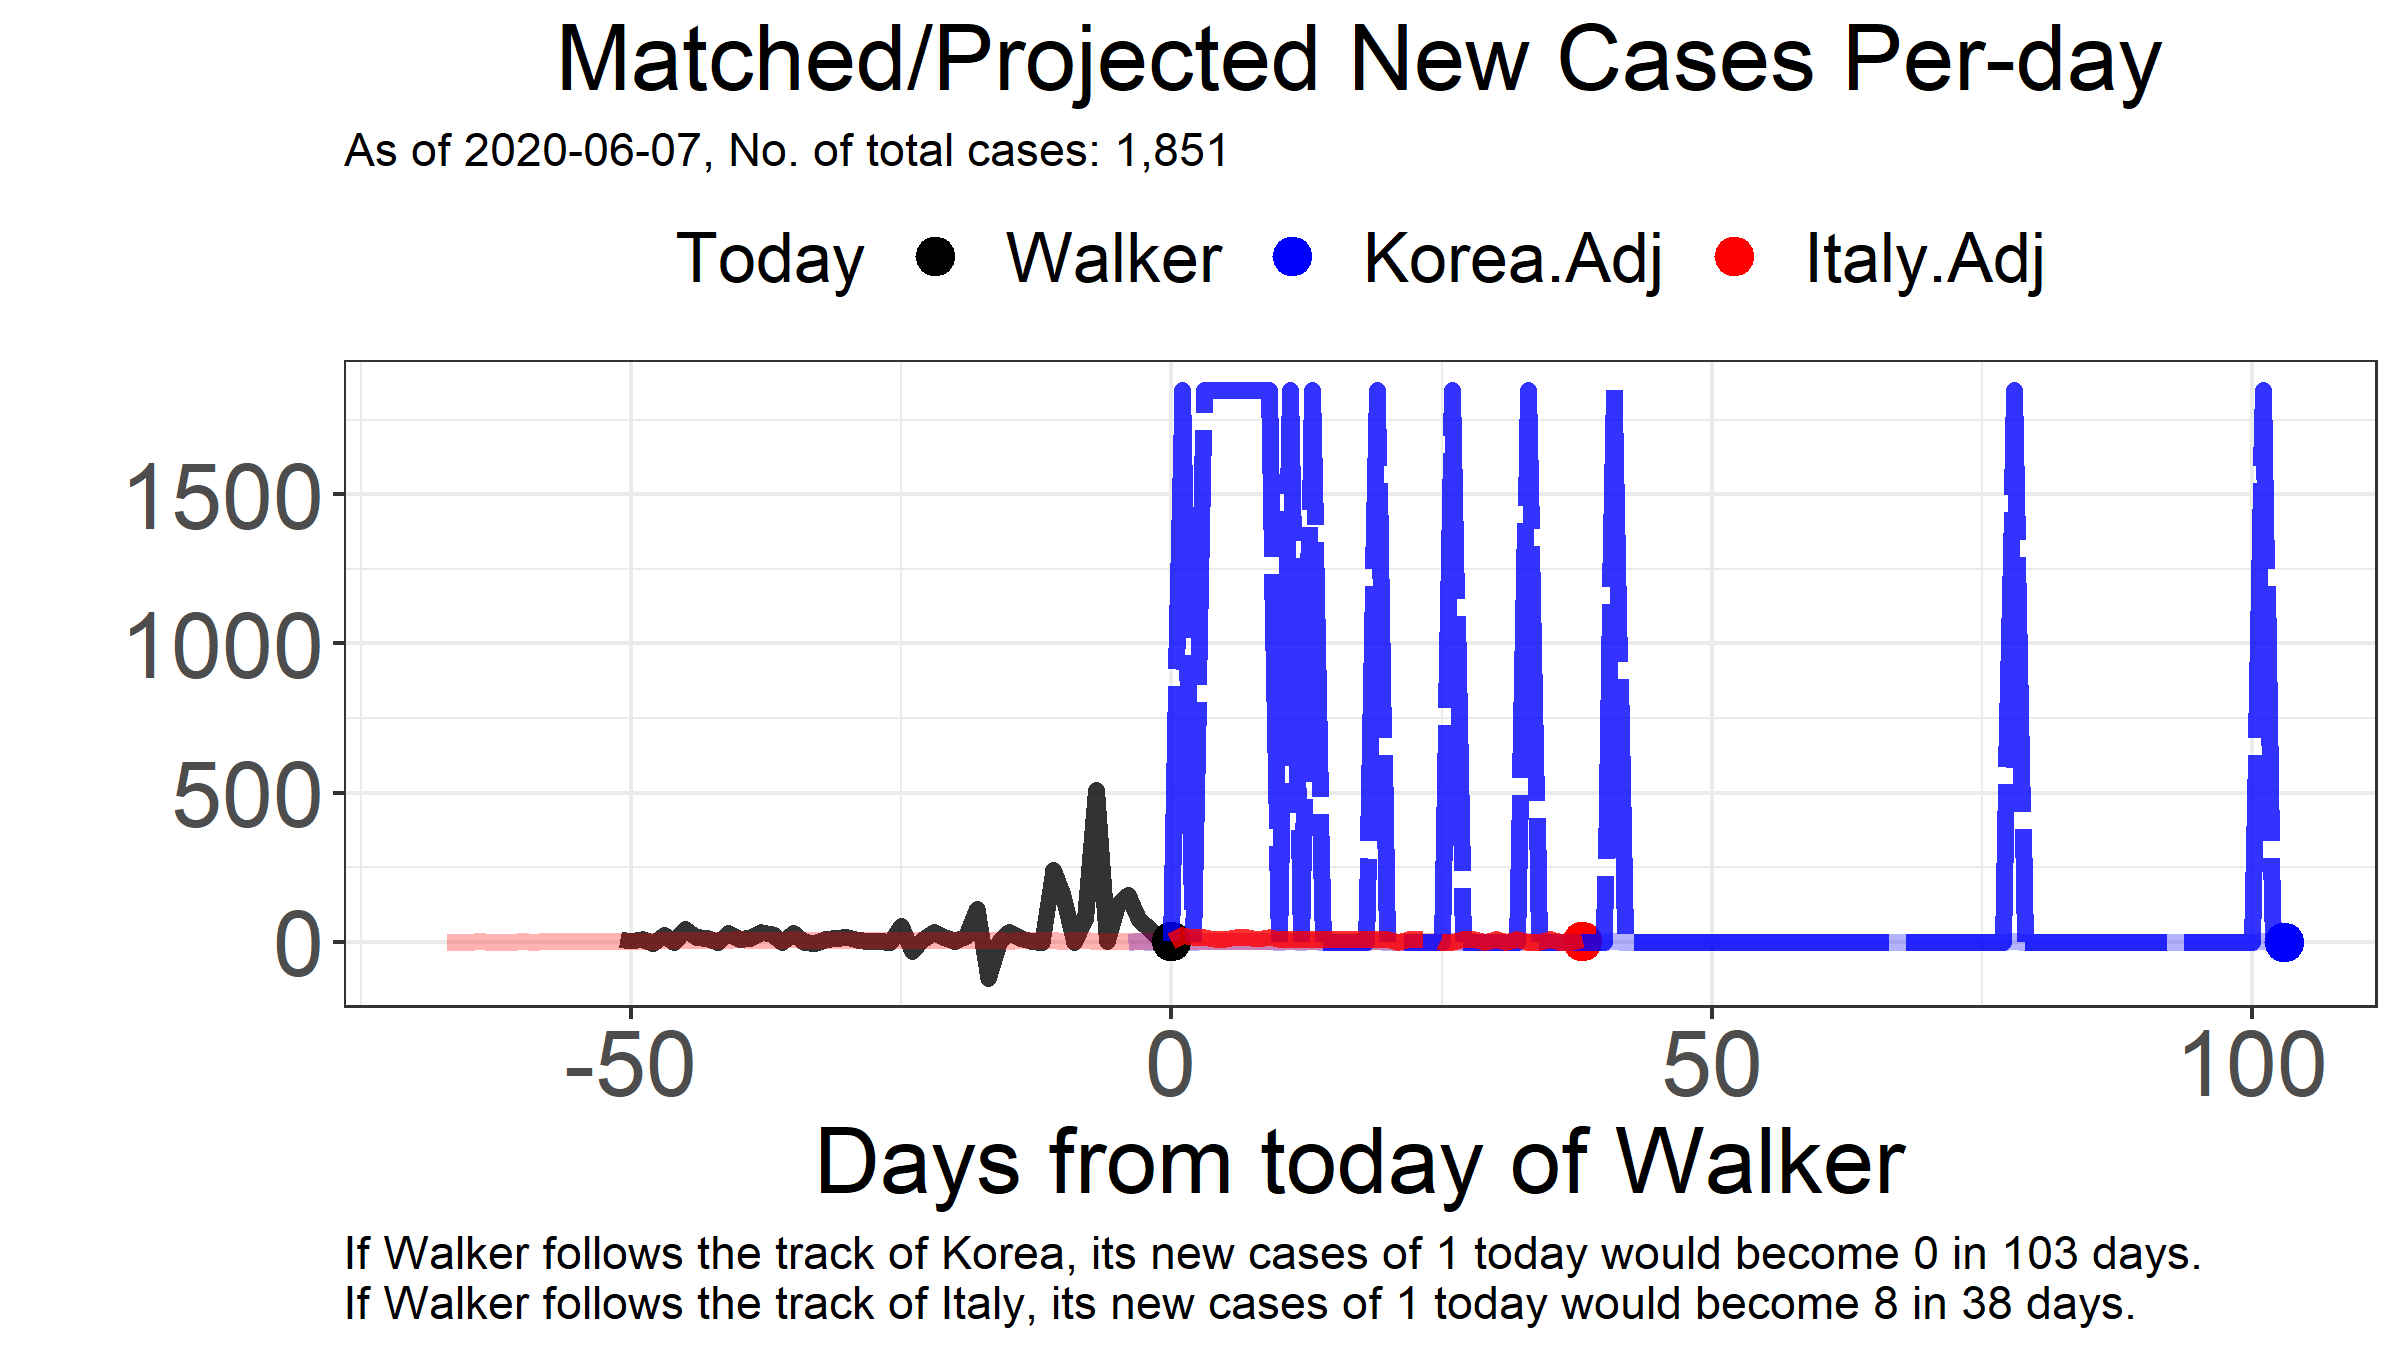 Matched/Projected New Cases Per-day
As of 2020-06-07, No. of total cases: 1,851
Today Walker Korea.Adj Italy.Adj
1500
1000
500
0
-50 0 50 100
Days from today of Walker
If Walker follows the track of Korea, its new cases of 1 today would become 0 in 103 days.
If Walker follows the track of Italy, its new cases of 1 today would become 8 in 38 days.